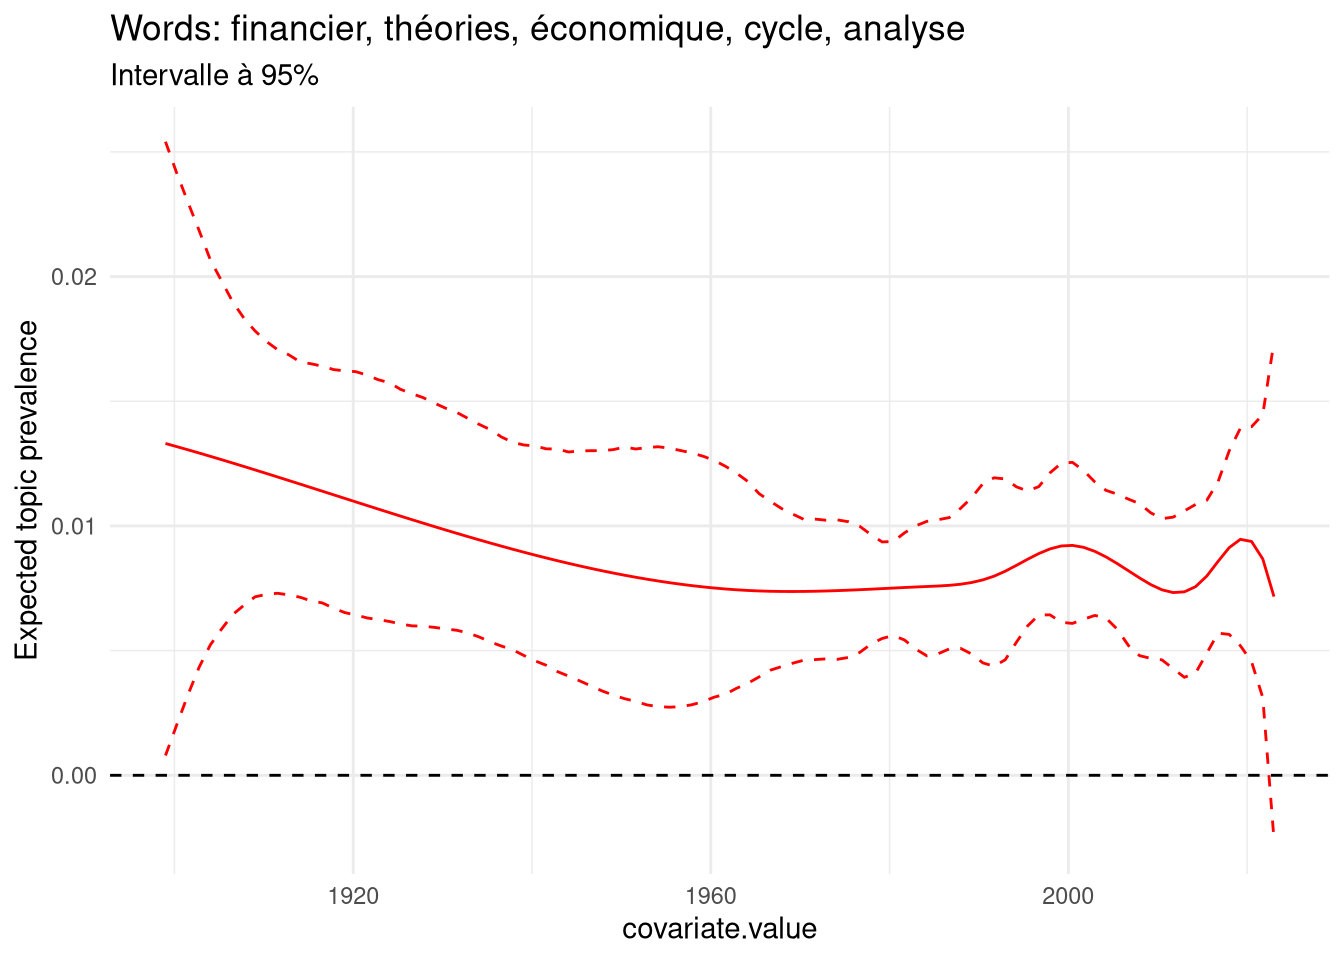 Words: financier, théories, économique, cycle, analyse
Intervalle à 95%
Expected topic prevalence
0.02
0.01
0.00
1920
1960
2000
covariate.value